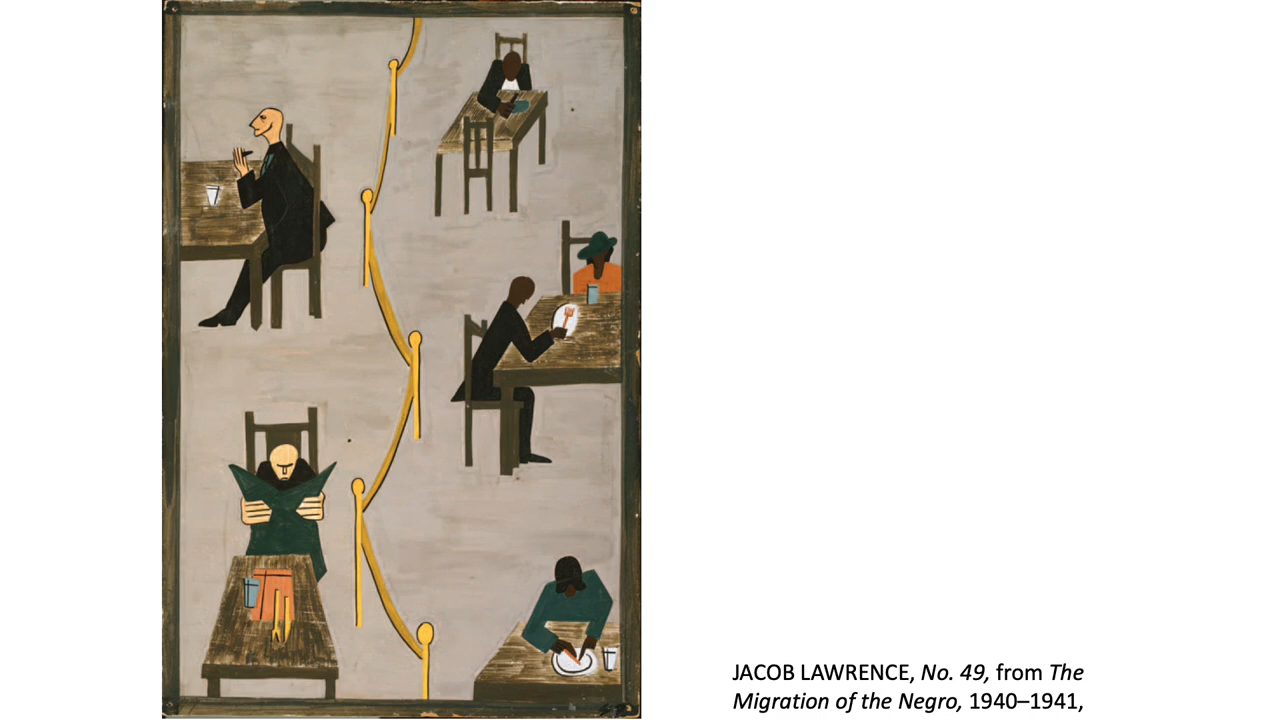 JACOB LAWRENCE, No. 49, from The
Migration of the Negro, 1940–1941,